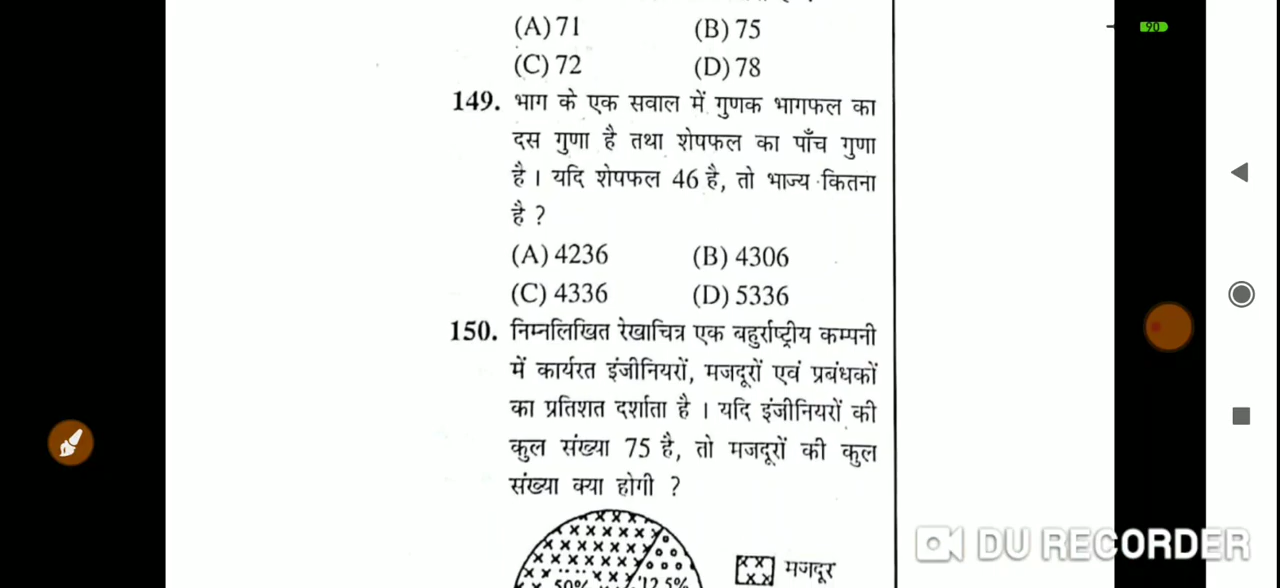 (A) 71 (B) 75
(C) 72 (D) 78
149. भाग के एक सवाल में गुणक भागफल का
दस गुणा है तथा शेषफल का पाँच गुणा
है । यदि शेषफल 46 है, तो भाज्य कितना
है ?
(A) 4236 (B) 4306
(C) 4336 (D) 5336
150. निम्नलिखित रेखाचित्र एक बहुर्राष्ट्रीय कम्पनी
में कार्यरत इंजीनियरों, मजदूरों एवं प्रबंधकों
का प्रतिशत दर्शाता है । यदि इंजीनियरों की
कुल संख्या 75 है, तो मजदूरों की कुल
संख्या क्या होगी ?
मजदूर
50% 12.5%
90
DU RECORDER